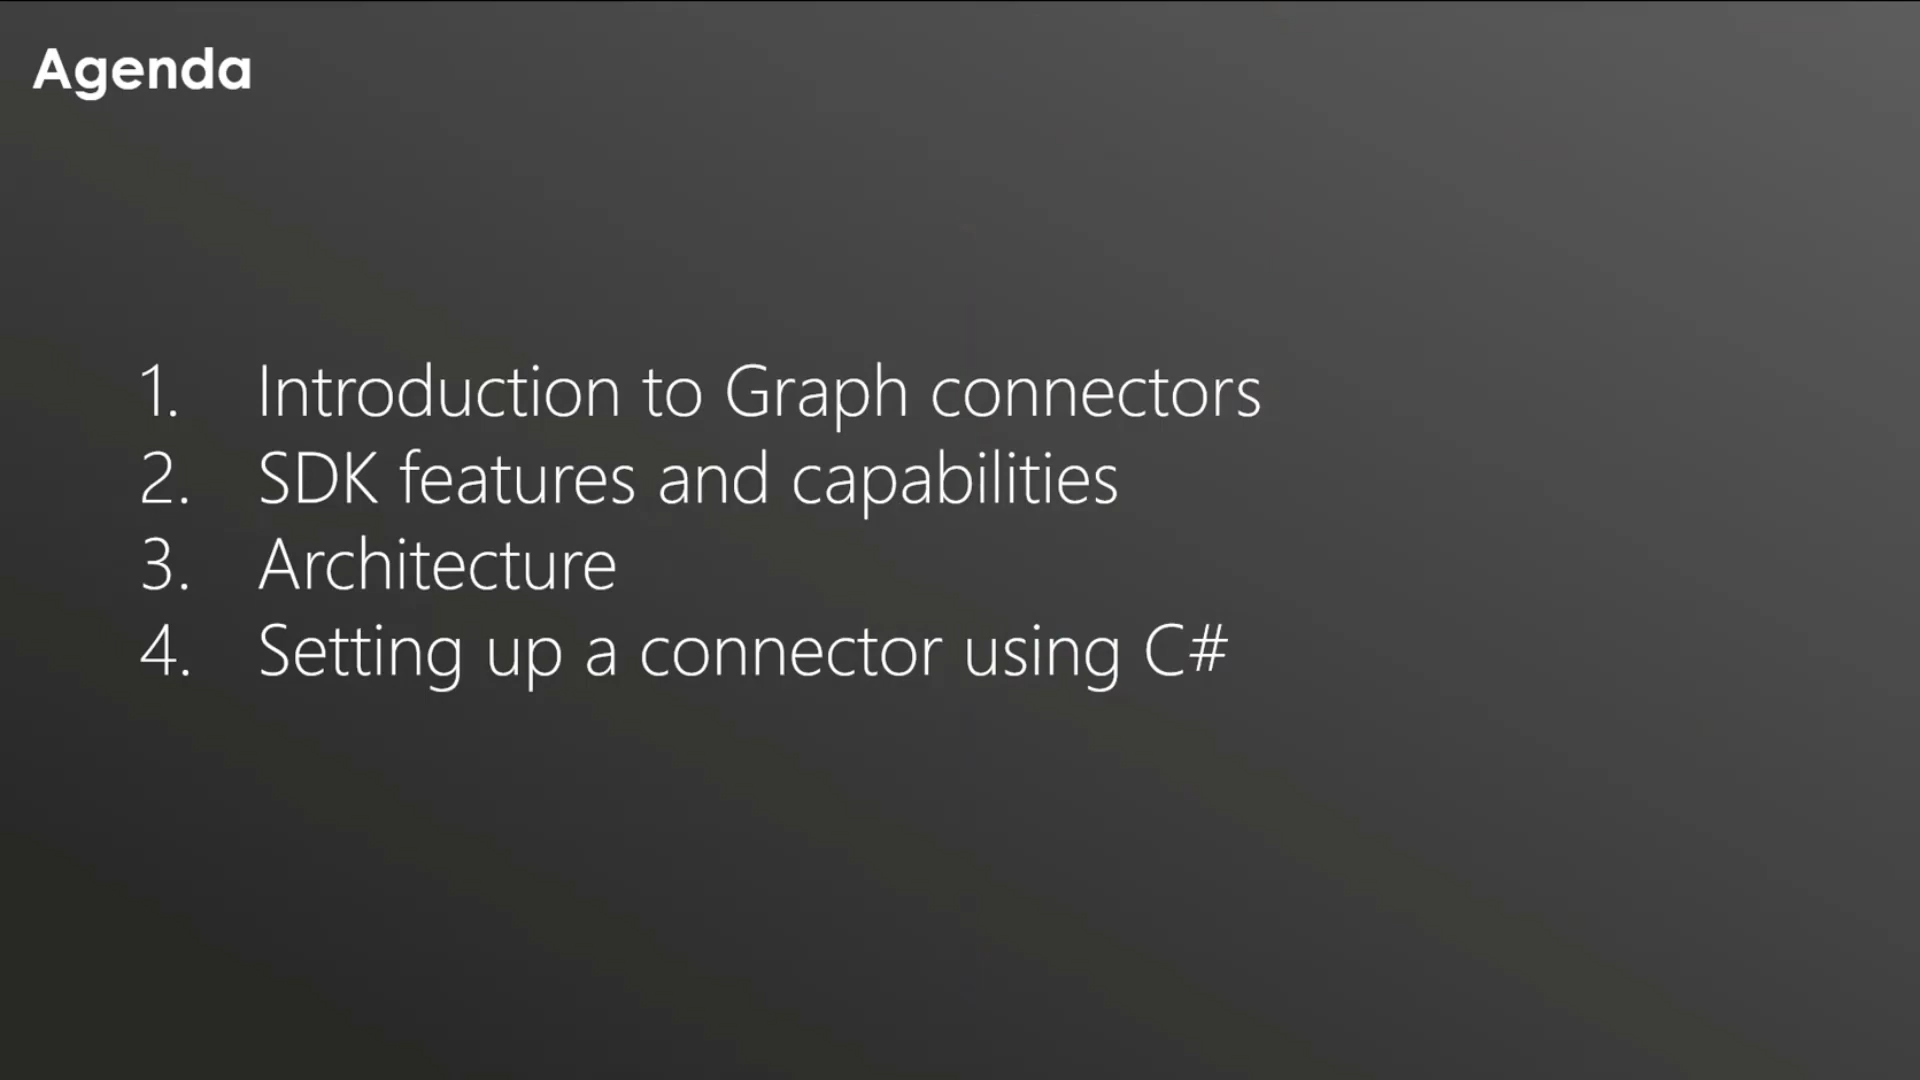 Agenda
1. Introduction to Graph connectors
2. SDK features and capabilities
3. Architecture
4. Setting up a connector using C#